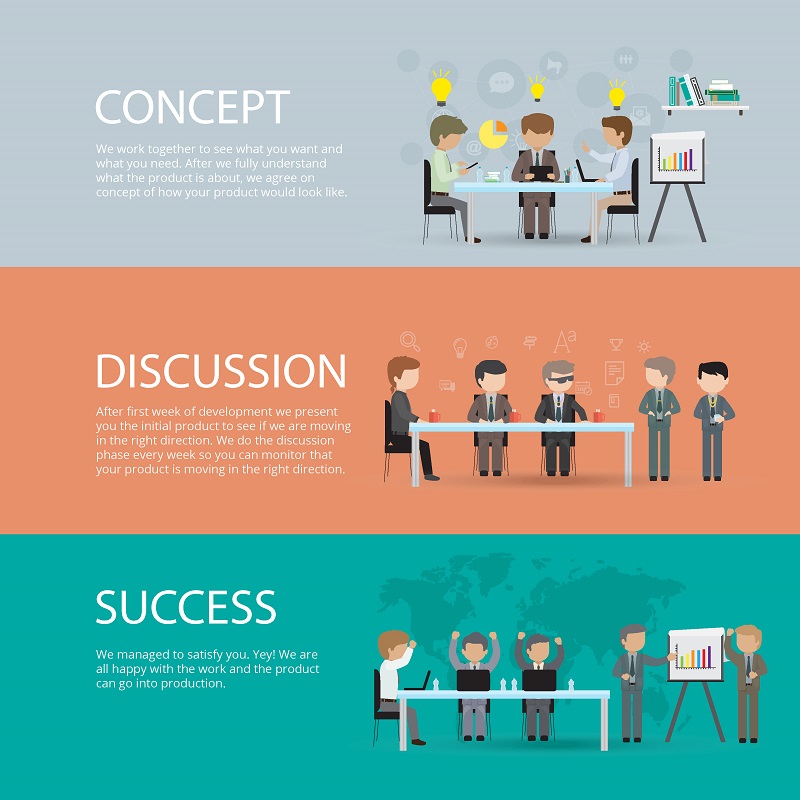 CONCEPT
We work together to see what you want and
what you need. After we fully understand
what the product is about, we agree on
concept of how your product would look like.
DISCUSSION
After first week of development we present
you the initial product to see if we are moving
in the right direction. We do the discussion
phase every week so you can monitor that
your product is moving in the right direction.
Aa
SUCCESS
We managed to satisfy you. Yey! We are
all happy with the work and the product
can go into production.